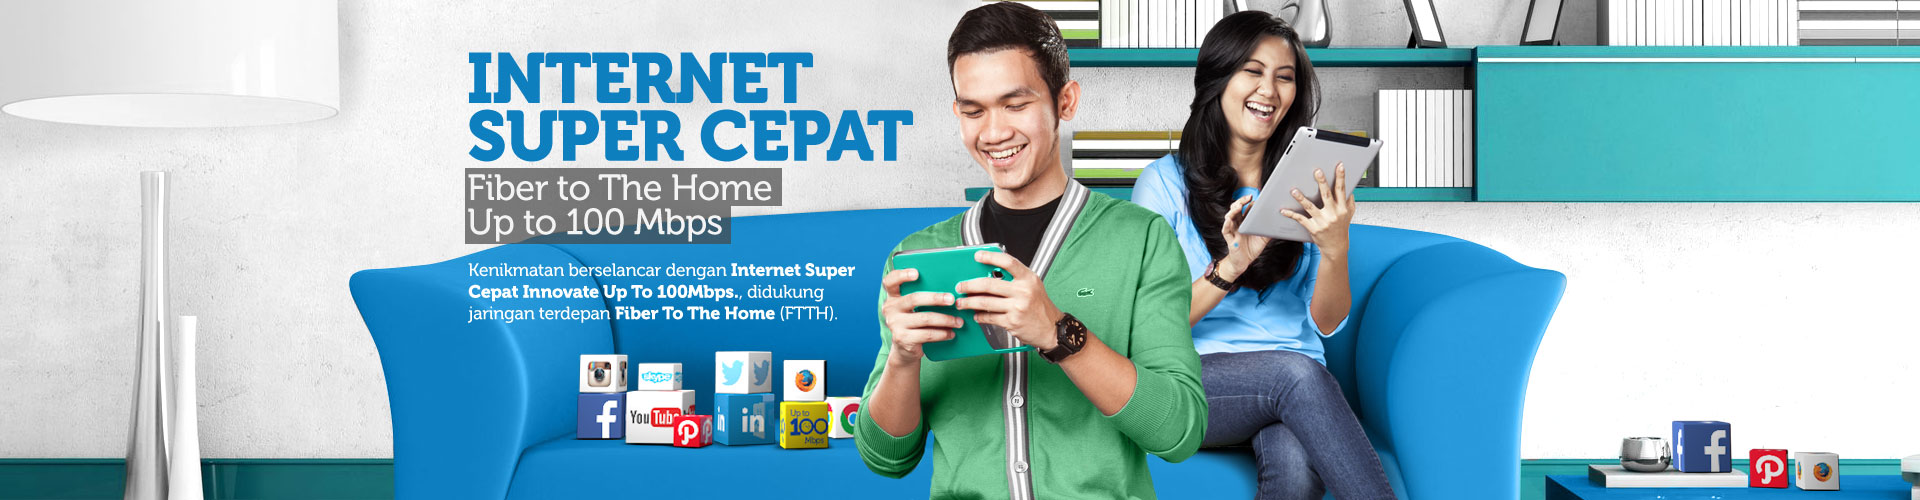 INTERNET
SUPER CEPAT
Fiber to The Home
Up to 100 Mbps
Kenikmatan berselancar dengan Internet Super
Cepat Innovate Up To 100Mbps., didukung
jaringan terdepan Fiber To The Home (FTTH).
skype
You Tube
in
in
Up to
100
Mbps